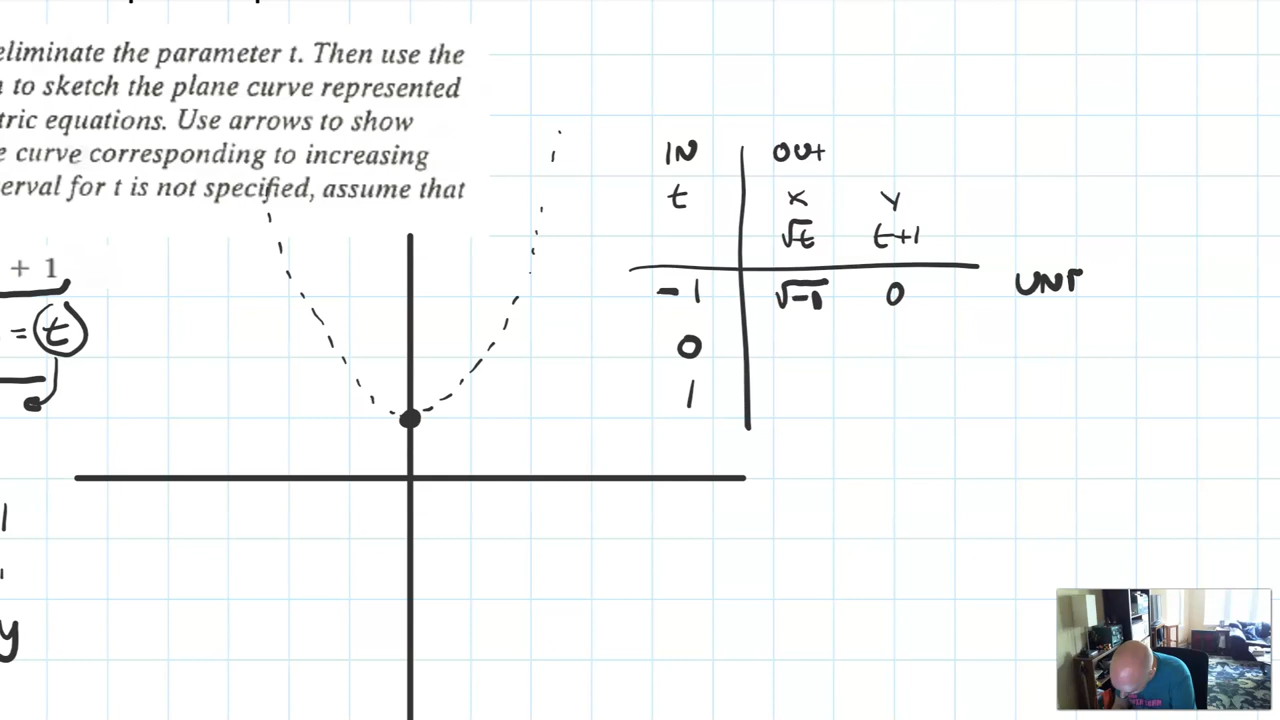 eliminate the parameter t. Then use the
to sketch the plane curve represented
tric equations. Use arrows to show
e curve corresponding to increasing
erval for t is not specified, assume that
+ 1
= t
1
y
IN OUT
t x y
√t t+1
-1 √-1 0 UNF
0
1